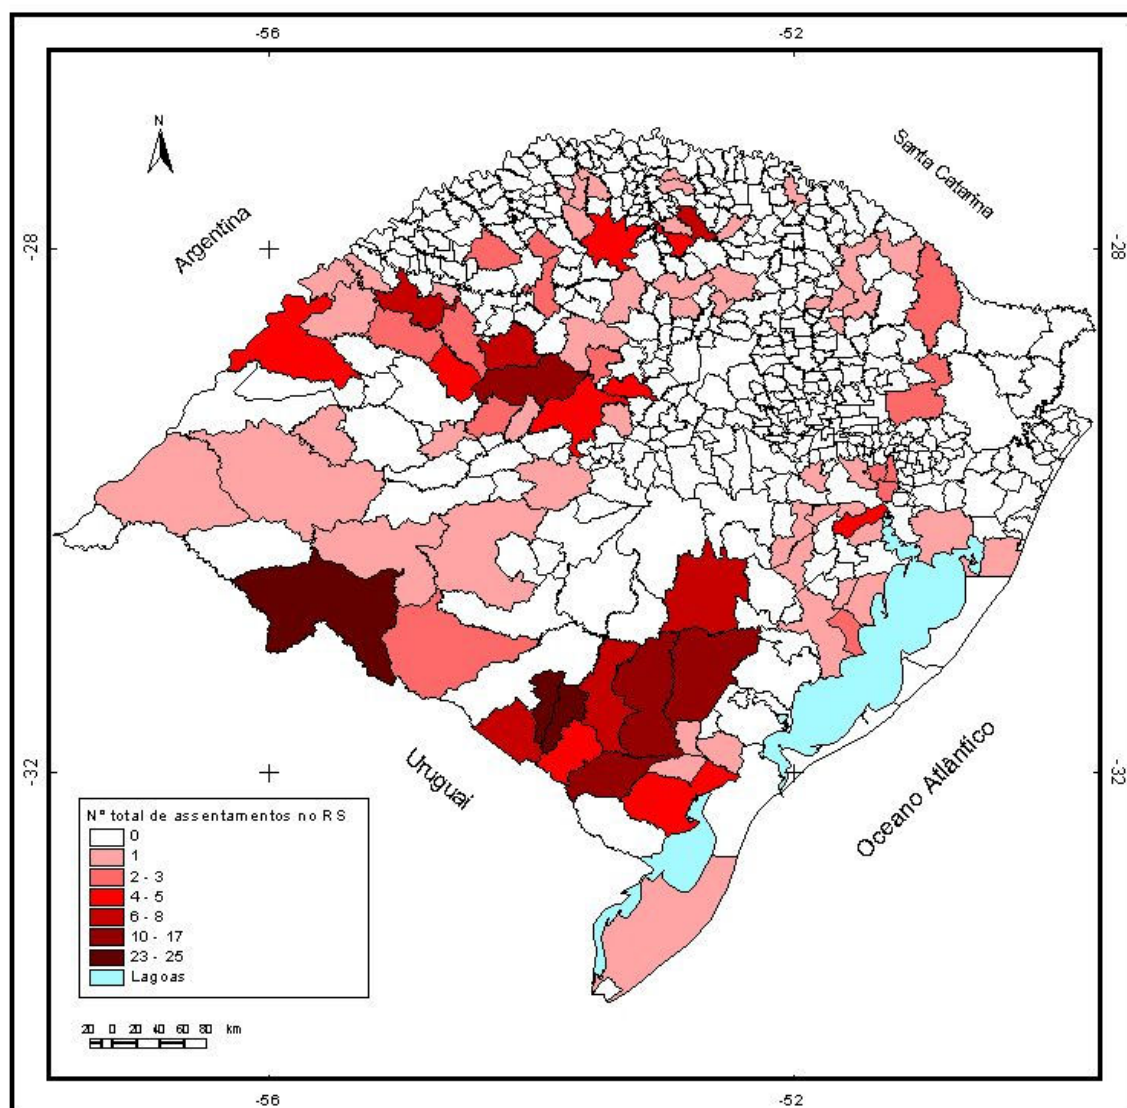 -56
-52
N
Santa Catarina
Argentina
-28
-28
Uruguai
Oceano Atlântico
-32
-32
Nº total de assentamentos no RS
0
1
2 - 3
4 - 5
6 - 8
10 - 17
23 - 25
Lagoas
20 0 20 40 60 80 km
-56
-52